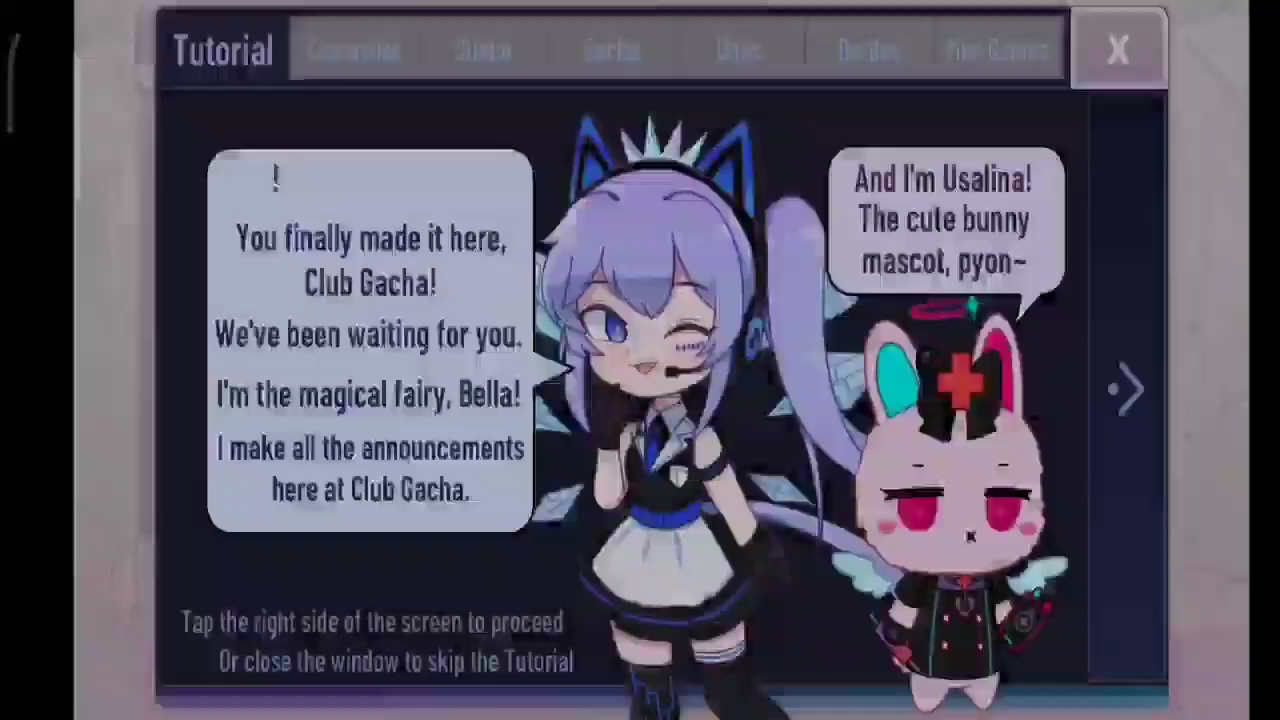 Tutorial
X
!
You finally made it here,
Club Gacha!
We've been waiting for you.
I'm the magical fairy, Bella!
I make all the announcements
here at Club Gacha.
And I'm Usalina!
The cute bunny
mascot, pyon~
Tap the right side of the screen to proceed
Or close the window to skip the Tutorial